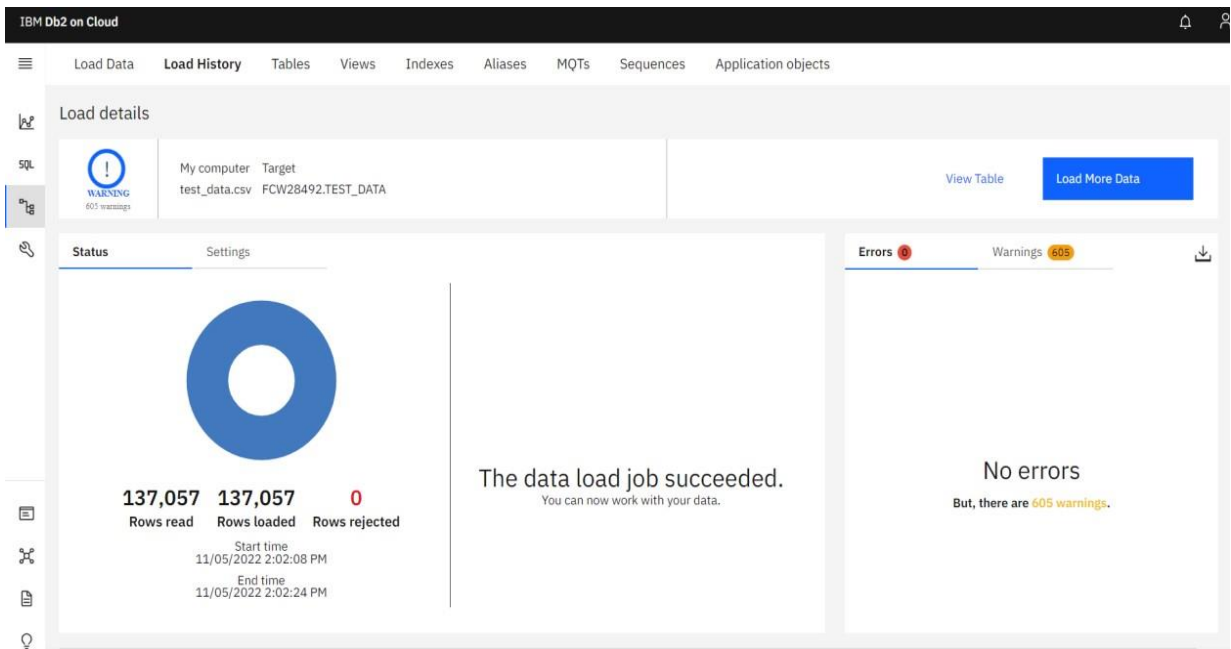 IBM Db2 on Cloud
Load Data Load History Tables Views Indexes Aliases MQTs Sequences Application objects
Load details
SQL
!
WARNING
605 warnings
My computer Target
test_data.csv FCW28492.TEST_DATA
View Table
Load More Data
Status Settings
137,057 137,057 0
Rows read Rows loaded Rows rejected
Start time
11/05/2022 2:02:08 PM
End time
11/05/2022 2:02:24 PM
The data load job succeeded.
You can now work with your data.
Errors 0 Warnings 605
No errors
But, there are 605 warnings.